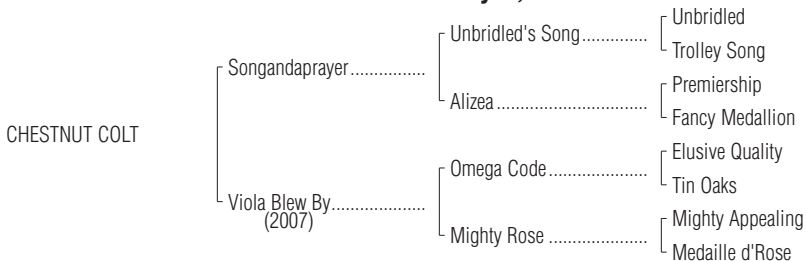 CHESTNUT COLT
Songandaprayer................
Viola Blew By....................
(2007)
Unbridled's Song..............
Alizea................................
Omega Code.....................
Mighty Rose .....................
Unbridled
Trolley Song
Premiership
Fancy Medallion
Elusive Quality
Tin Oaks
Mighty Appealing
Medaille d'Rose